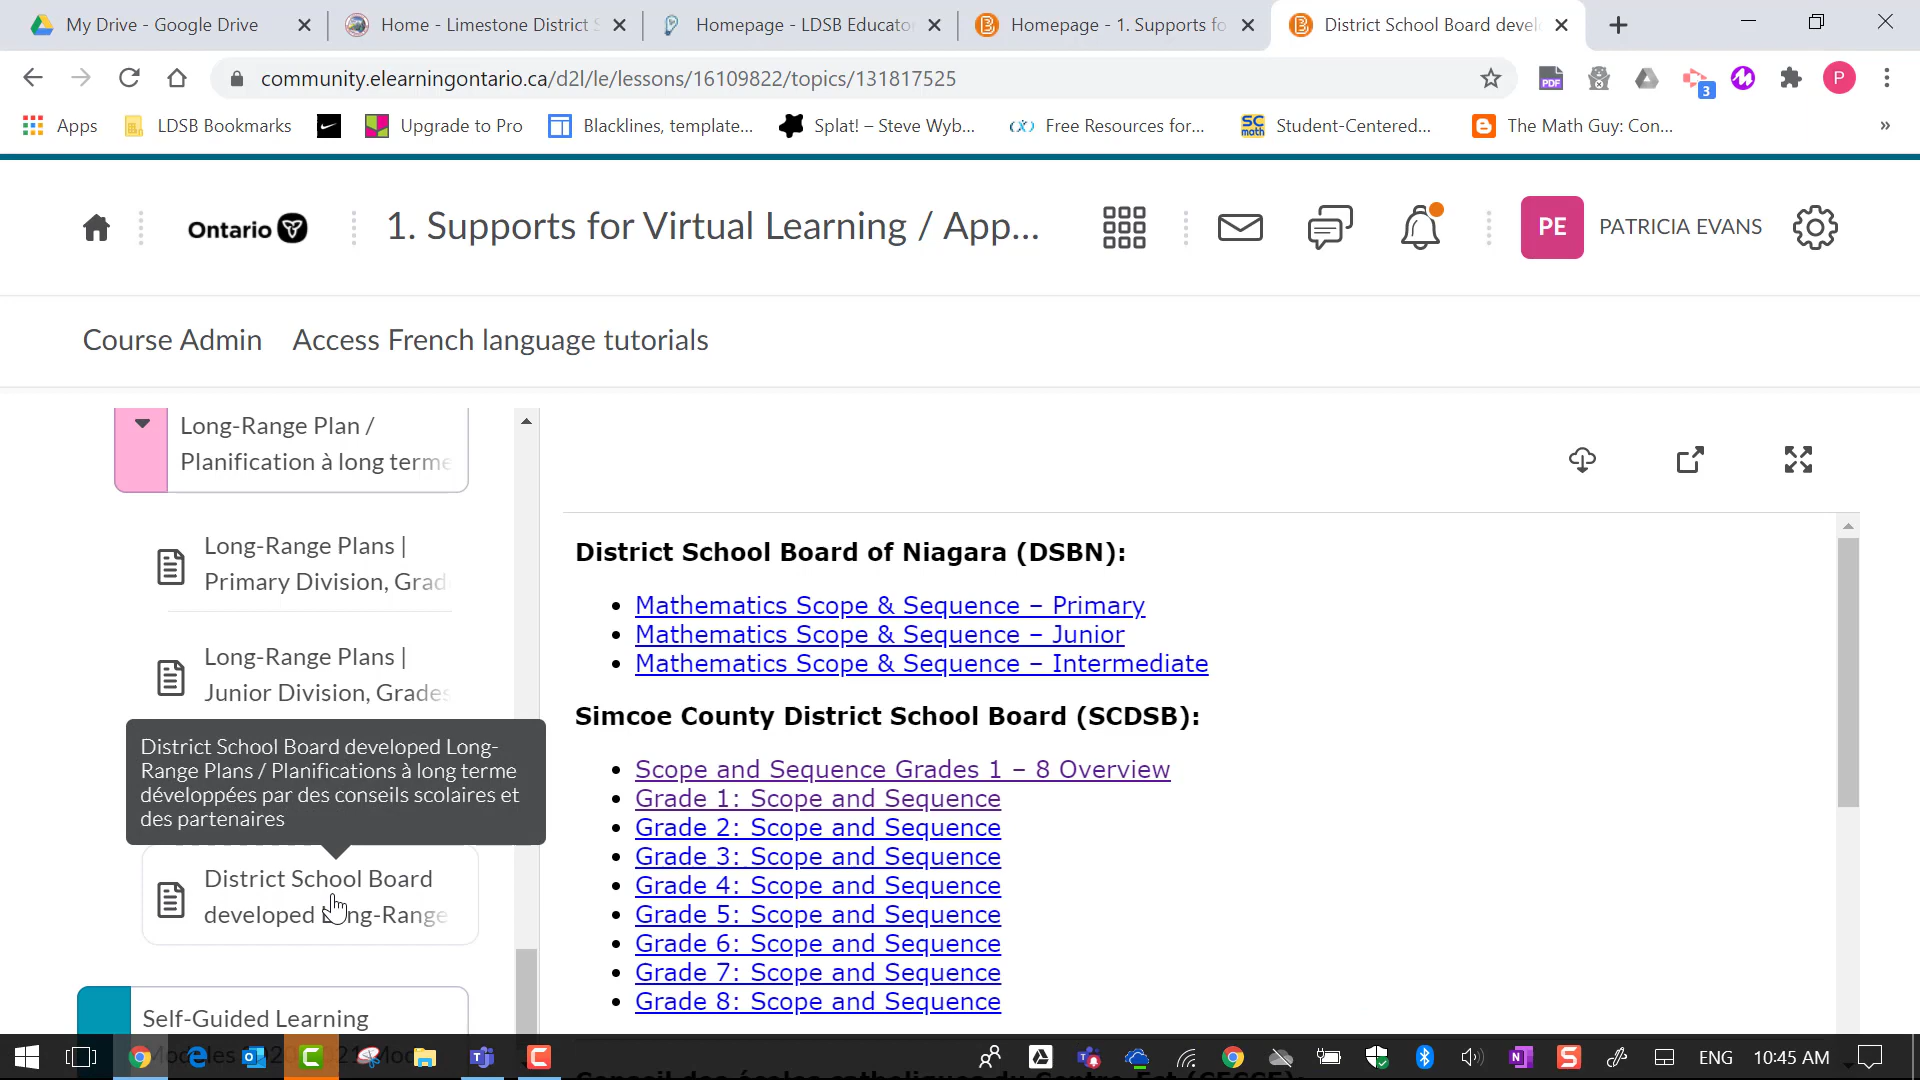 My Drive - Google Drive
Home - Limestone District S
Homepage - LDSB Educato
Homepage - 1. Supports fo
District School Board devel
community.elearningontario.ca/d2l/le/lessons/16109822/topics/131817525
PDF
3
P
Apps
LDSB Bookmarks
Upgrade to Pro
Blacklines, template...
Splat! – Steve Wyb...
Free Resources for...
SC math
Student-Centered...
The Math Guy: Con...
»
Ontario
1. Supports for Virtual Learning / App...
PE
PATRICIA EVANS
Course Admin
Access French language tutorials
Long-Range Plan /
Planification à long terme
Long-Range Plans |
Primary Division, Grad
Long-Range Plans |
Junior Division, Grades
District School Board developed Long-
Range Plans / Planifications à long terme
développées par des conseils scolaires et
des partenaires
District School Board
developed Long-Range
Self-Guided Learning
District School Board of Niagara (DSBN):
Mathematics Scope & Sequence – Primary
Mathematics Scope & Sequence – Junior
Mathematics Scope & Sequence – Intermediate
Simcoe County District School Board (SCDSB):
Scope and Sequence Grades 1 – 8 Overview
Grade 1: Scope and Sequence
Grade 2: Scope and Sequence
Grade 3: Scope and Sequence
Grade 4: Scope and Sequence
Grade 5: Scope and Sequence
Grade 6: Scope and Sequence
Grade 7: Scope and Sequence
Grade 8: Scope and Sequence
ENG
10:45 AM